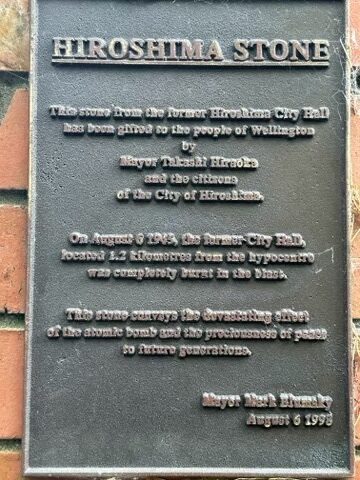 HIROSHIMA STONE
This stone from the former Hiroshima City Hall
has been gifted to the people of Wellington
by
Mayor Takashi Hiraoka
and the citizens
of the City of Hiroshima.
On August 6 1945, the former City Hall,
located 1.2 kilometres from the hypocentre
was completely burnt in the blast.
This stone conveys the devastating effect
of the atomic bomb and the preciousness of peace
to future generations.
Mayor Mark Blumsky
August 6 1998